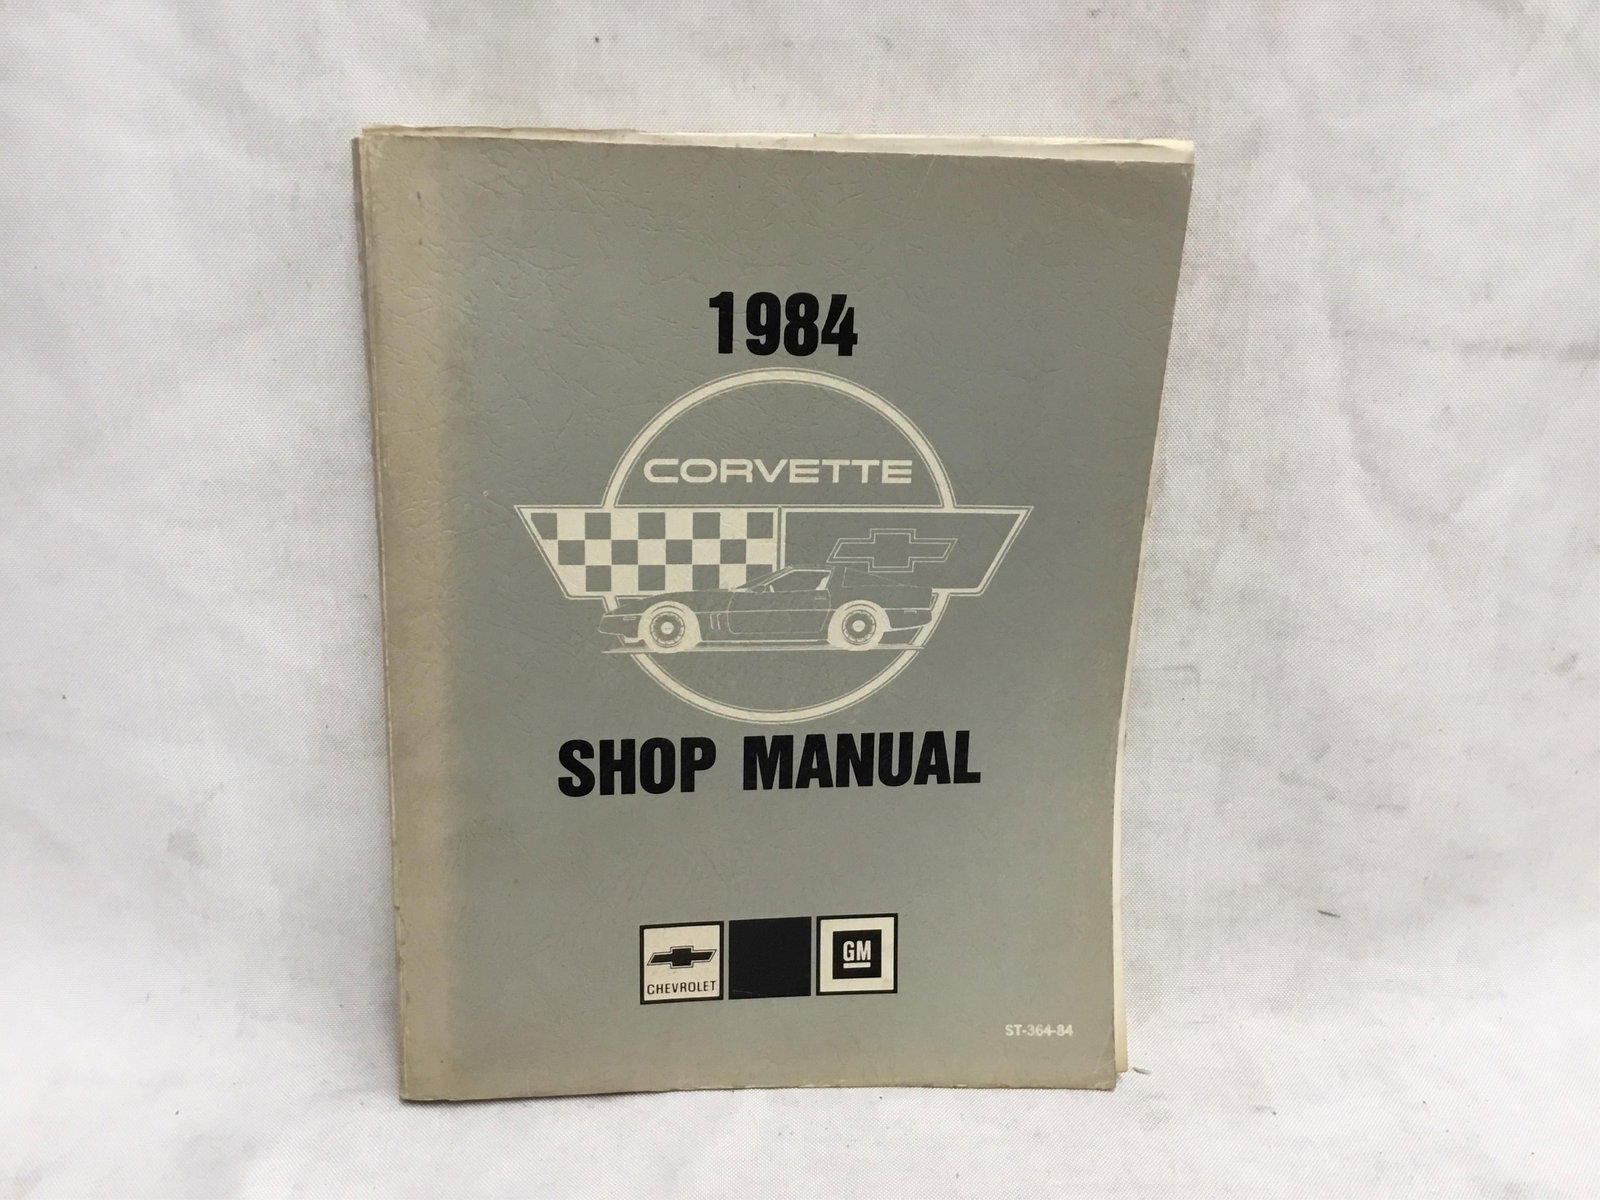 1984
CORVETTE
SHOP MANUAL
CHEVROLET
GM
ST-364-84